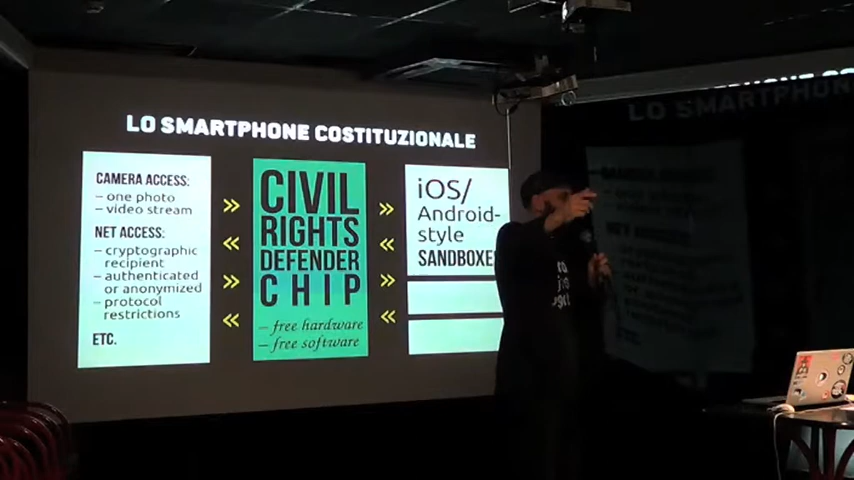 LO SMARTPHONE COSTITUZIONALE
CAMERA ACCESS:
– one photo
– video stream
NET ACCESS:
– cryptographic
recipient
– authenticated
or anonymized
– protocol
restrictions
ETC.
»
«
»
«
CIVIL
RIGHTS
DEFENDER
CHIP
– free hardware
– free software
»
«
»
«
iOS/
Android-
style
SANDBOXE
LO SMARTPHONE